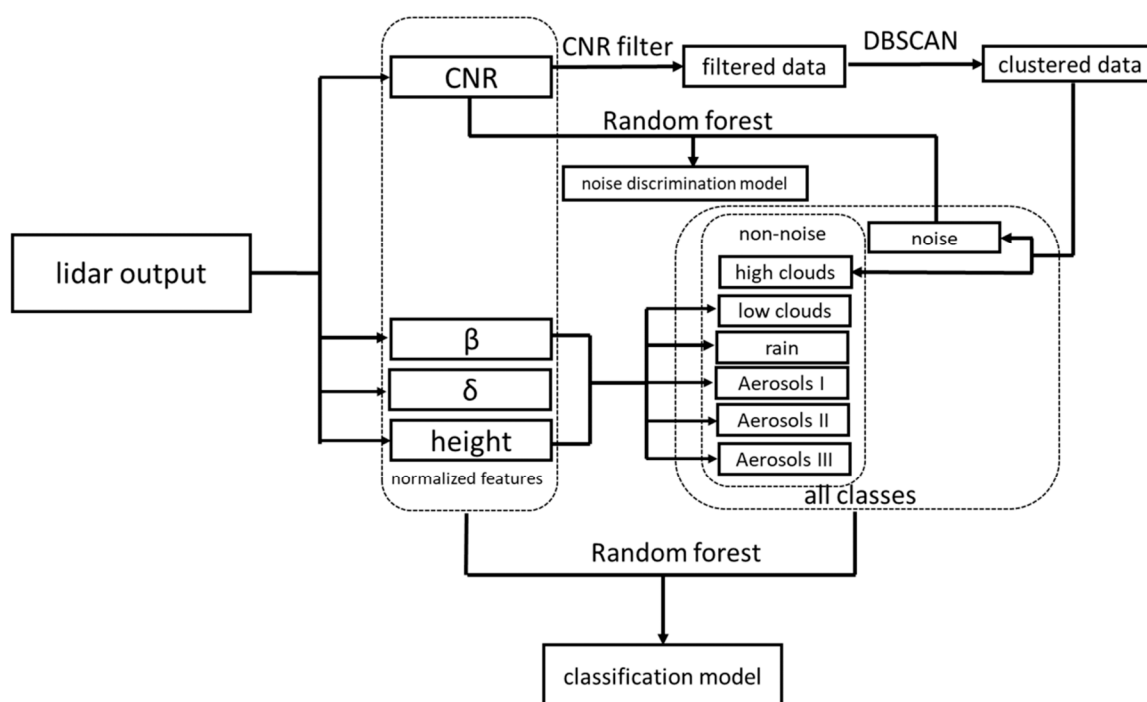 CNR filter
DBSCAN
CNR
filtered data
clustered data
Random forest
noise discrimination model
lidar output
non-noise
noise
high clouds
low clouds
rain
Aerosols I
Aerosols II
Aerosols III
all classes
β
δ
height
normalized features
Random forest
classification model